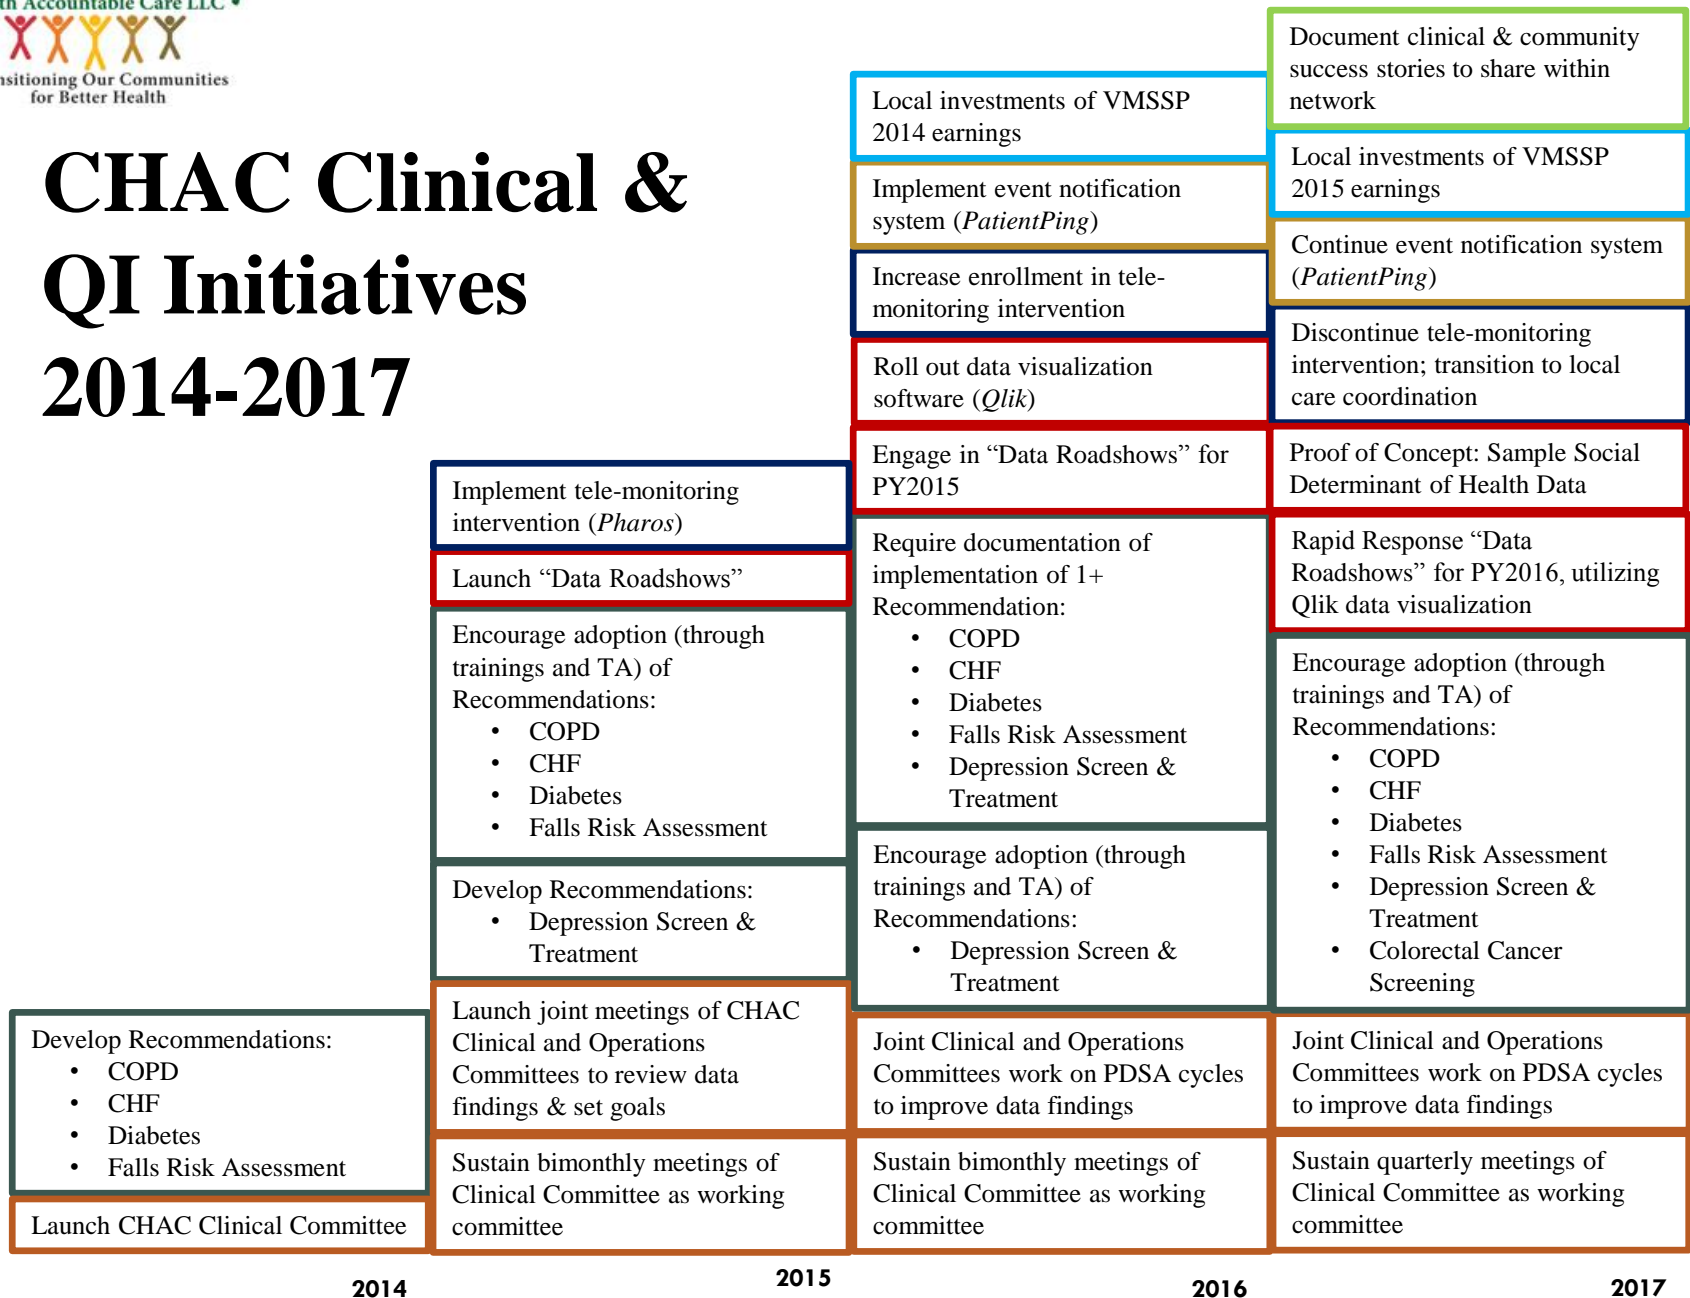 Accountable Care LLC •
Our Communities
for Better Health
CHAC Clinical &
QI Initiatives
2014-2017
Develop Recommendations:
• COPD
• CHF
• Diabetes
• Falls Risk Assessment
Launch CHAC Clinical Committee
2014
Implement tele-monitoring
intervention (Pharos)
Launch “Data Roadshows”
Encourage adoption (through
trainings and TA) of
Recommendations:
• COPD
• CHF
• Diabetes
• Falls Risk Assessment
Develop Recommendations:
• Depression Screen &
Treatment
Launch joint meetings of CHAC
Clinical and Operations
Committees to review data
findings & set goals
Sustain bimonthly meetings of
Clinical Committee as working
committee
2015
Local investments of VMSSP
2014 earnings
Implement event notification
system (PatientPing)
Increase enrollment in tele-
monitoring intervention
Roll out data visualization
software (Qlik)
Engage in “Data Roadshows” for
PY2015
Require documentation of
implementation of 1+
Recommendation:
• COPD
• CHF
• Diabetes
• Falls Risk Assessment
• Depression Screen &
Treatment
Encourage adoption (through
trainings and TA) of
Recommendations:
• Depression Screen &
Treatment
Joint Clinical and Operations
Committees work on PDSA cycles
to improve data findings
Sustain bimonthly meetings of
Clinical Committee as working
committee
2016
Document clinical & community
success stories to share within
network
Local investments of VMSSP
2015 earnings
Continue event notification system
(PatientPing)
Discontinue tele-monitoring
intervention; transition to local
care coordination
Proof of Concept: Sample Social
Determinant of Health Data
Rapid Response “Data
Roadshows” for PY2016, utilizing
Qlik data visualization
Encourage adoption (through
trainings and TA) of
Recommendations:
• COPD
• CHF
• Diabetes
• Falls Risk Assessment
• Depression Screen &
Treatment
• Colorectal Cancer
Screening
Joint Clinical and Operations
Committees work on PDSA cycles
to improve data findings
Sustain quarterly meetings of
Clinical Committee as working
committee
2017